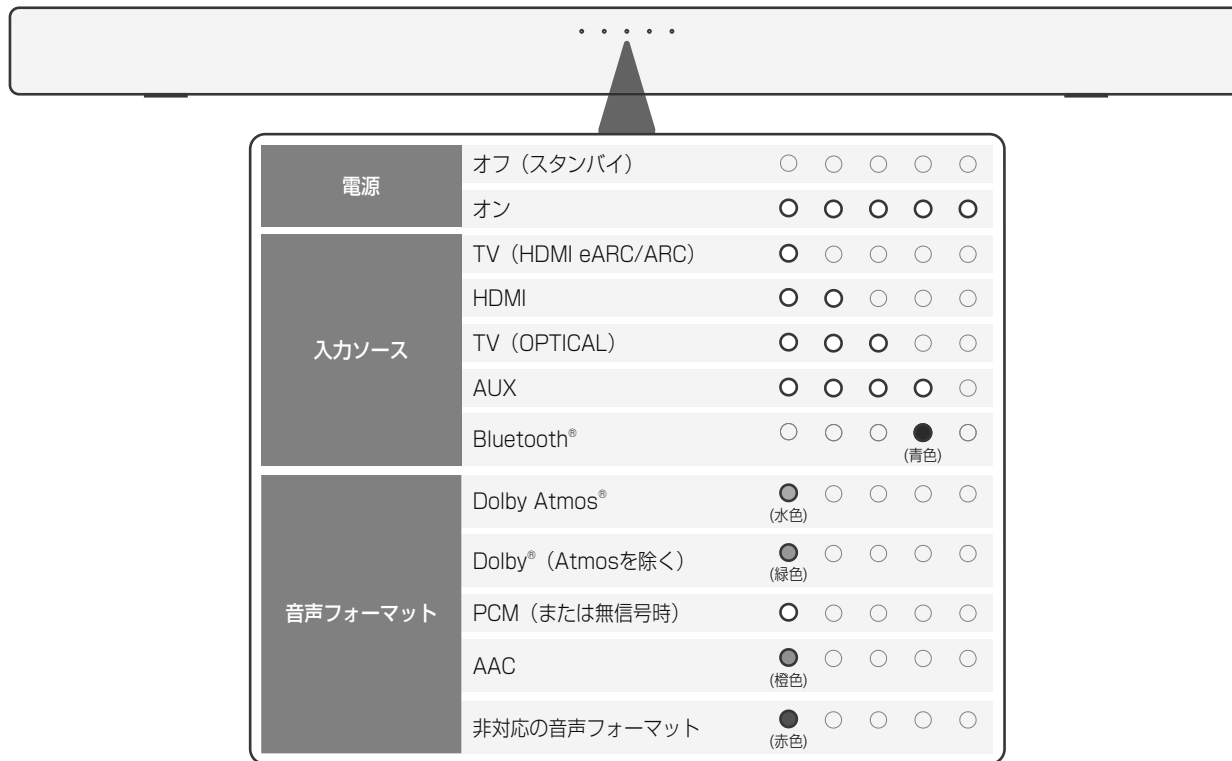 電源
オフ（スタンバイ）
オン
入力ソース
TV（HDMI eARC/ARC）
HDMI
TV（OPTICAL）
AUX
Bluetooth®
(青色)
音声フォーマット
Dolby Atmos®
(水色)
Dolby®（Atmosを除く）
(緑色)
PCM（または無信号時）
AAC
(橙色)
非対応の音声フォーマット
(赤色)